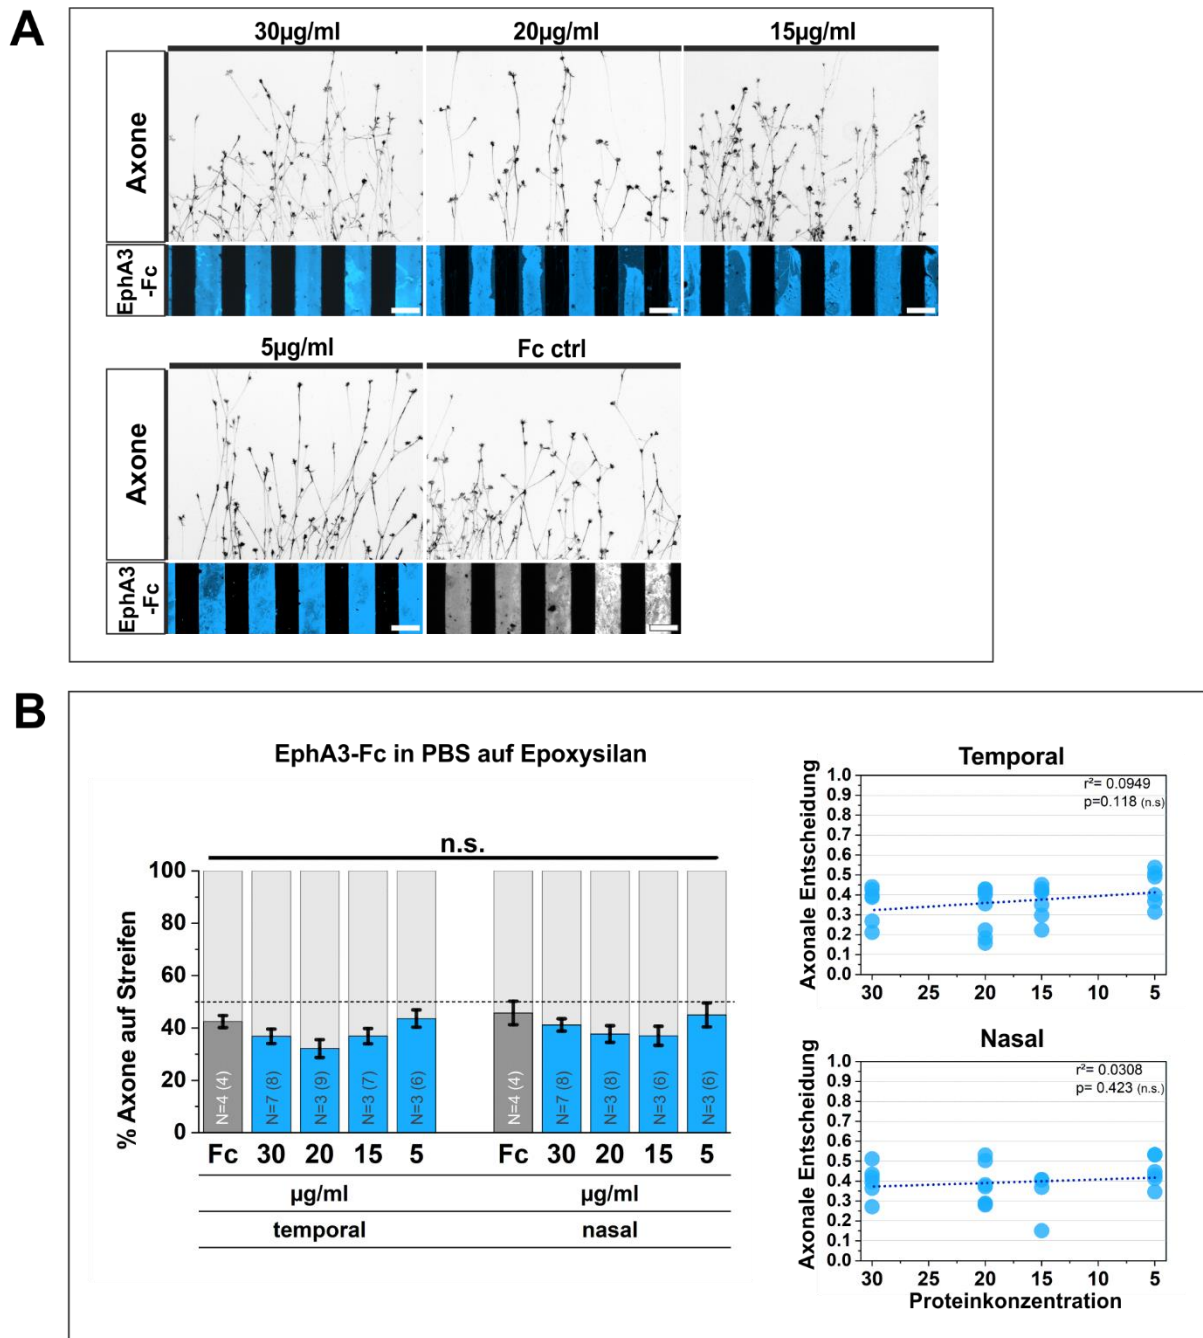 A
30µg/ml 20µg/ml 15µg/ml
Axone
EphA3
-Fc
5µg/ml Fc ctrl
Axone
EphA3
-Fc
B
EphA3-Fc in PBS auf Epoxysilan
n.s.
% Axone auf Streifen
100
80
60
40
20
0
N=4 (4) N=7 (8) N=3 (9) N=3 (7) N=3 (6) N=4 (4) N=7 (8) N=3 (8) N=3 (6) N=3 (6)
Fc 30 20 15 5 Fc 30 20 15 5
µg/ml µg/ml
temporal nasal
Temporal
Axonale Entscheidung
1.0
0.9
0.8
0.7
0.6
0.5
0.4
0.3
0.2
0.1
0.0
r²= 0.0949
p=0.118 (n.s)
30 25 20 15 10 5
Nasal
Axonale Entscheidung
1.0
0.9
0.8
0.7
0.6
0.5
0.4
0.3
0.2
0.1
0.0
r²= 0.0308
p= 0.423 (n.s.)
30 25 20 15 10 5
Proteinkonzentration